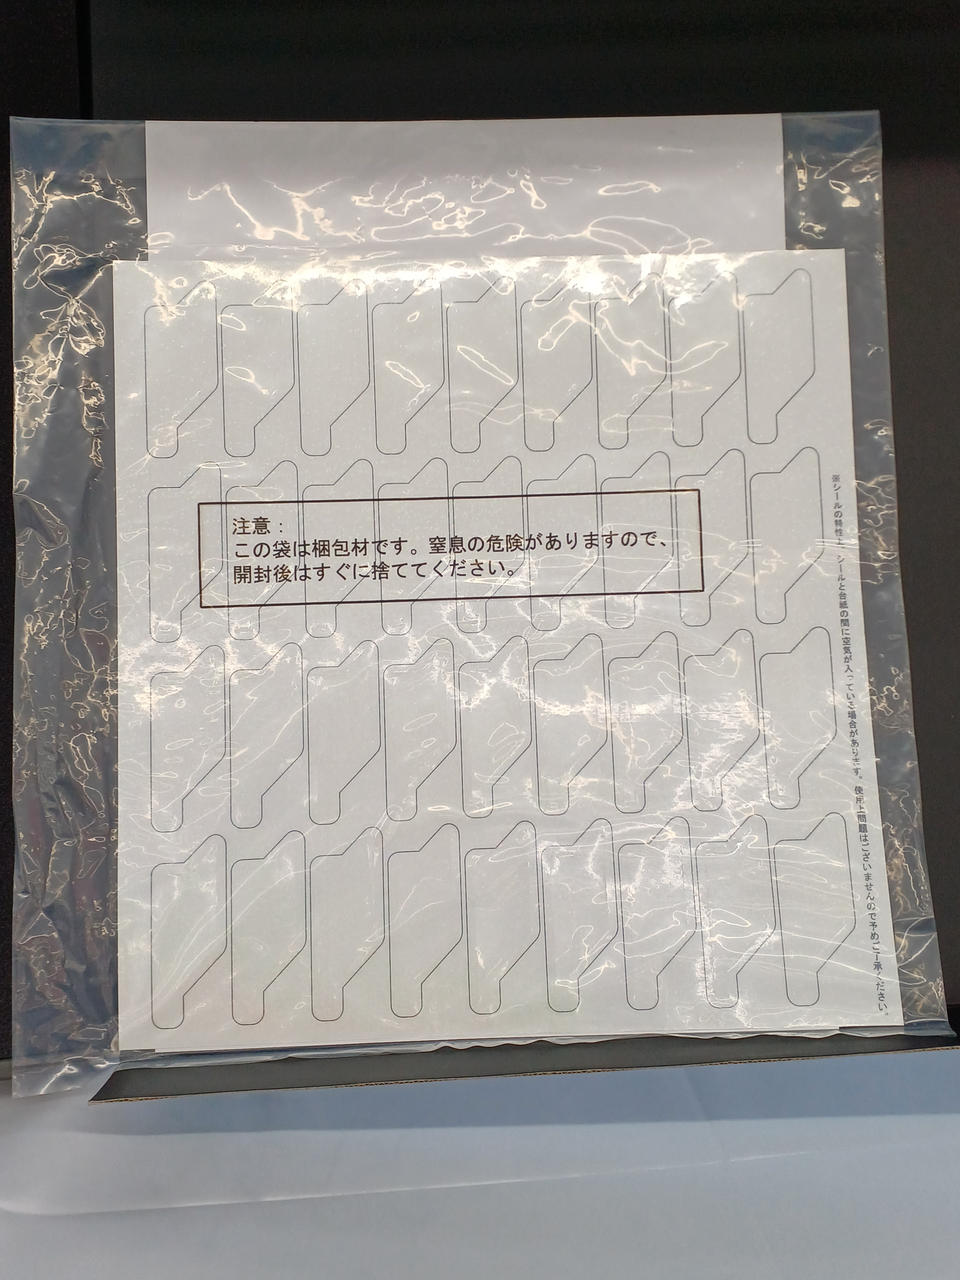 注意：
この袋は梱包材です。窒息の危険がありますので、
開封後はすぐに捨ててください。
※シールの特性上、シールと台紙の間に空気が入っている場合があります。使用上問題はございませんので予めご了承ください。